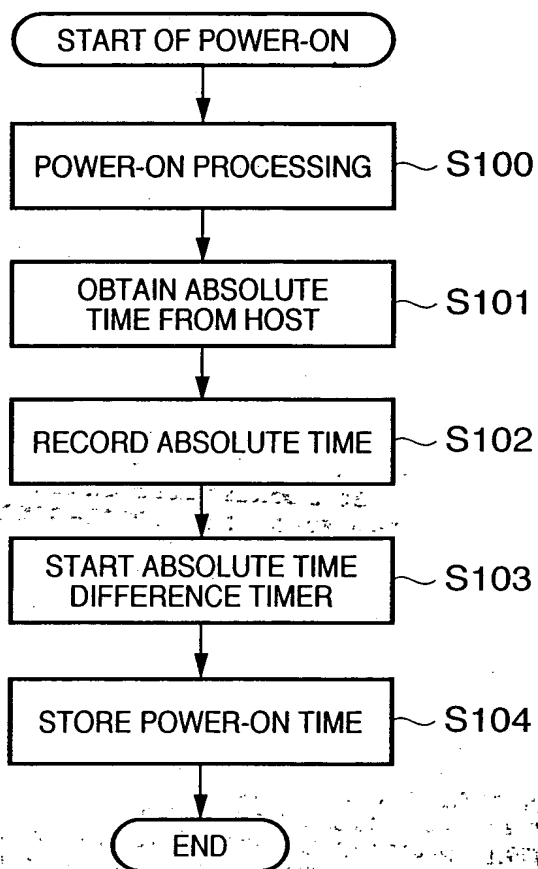 START OF POWER-ON
POWER-ON PROCESSING
S100
OBTAIN ABSOLUTE
TIME FROM HOST
S101
RECORD ABSOLUTE TIME
S102
START ABSOLUTE TIME
DIFFERENCE TIMER
S103
STORE POWER-ON TIME
S104
END